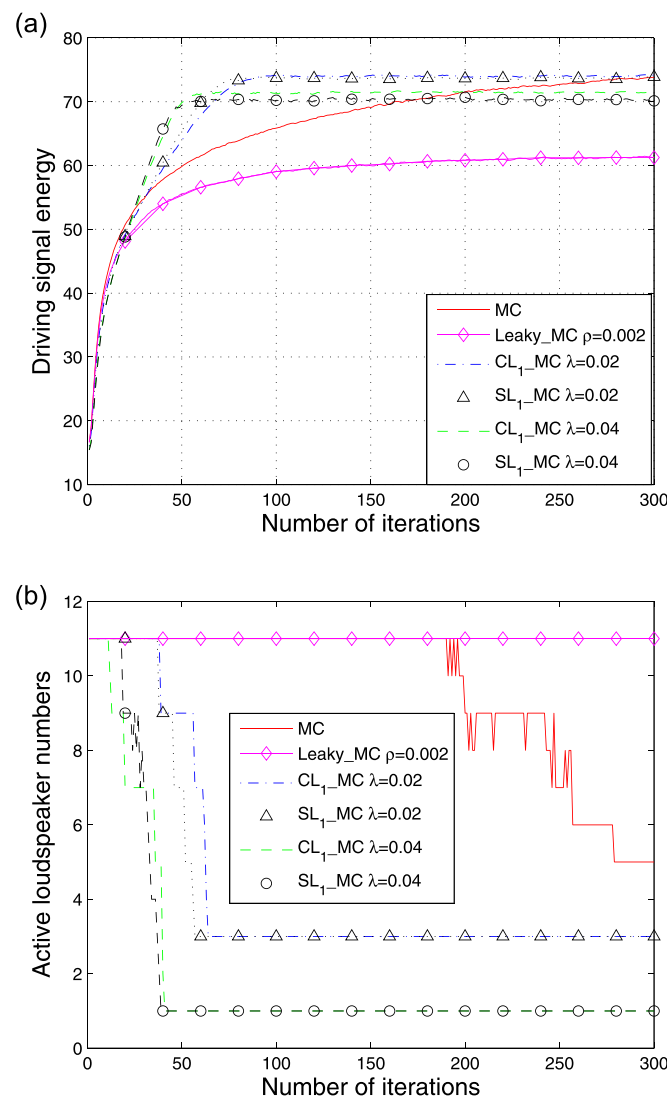 (a)
80
70
60
50
40
30
20
10
Driving signal energy
MC
Leaky_MC ρ=0.002
CL1_MC λ=0.02
SL1_MC λ=0.02
CL1_MC λ=0.04
SL1_MC λ=0.04
0 50 100 150 200 250 300
Number of iterations
(b)
12
10
8
6
4
2
0
Active loudspeaker numbers
MC
Leaky_MC ρ=0.002
CL1_MC λ=0.02
SL1_MC λ=0.02
CL1_MC λ=0.04
SL1_MC λ=0.04
0 50 100 150 200 250 300
Number of iterations